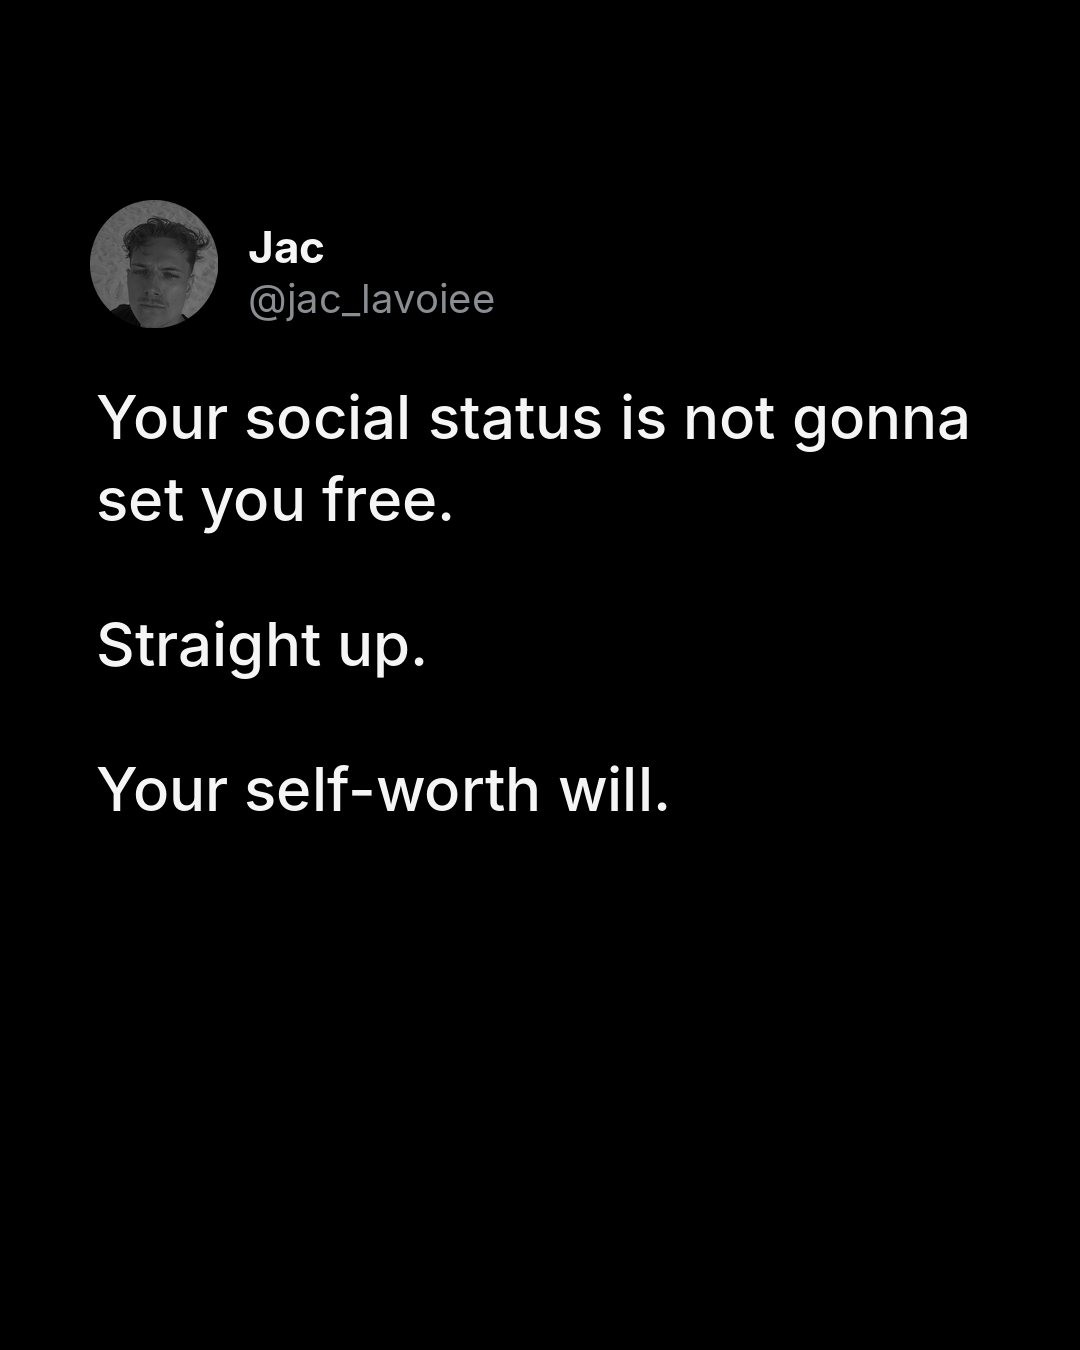 Jac
@jac_lavoiee
Your social status is not gonna
set you free.
Straight up.
Your self-worth will.